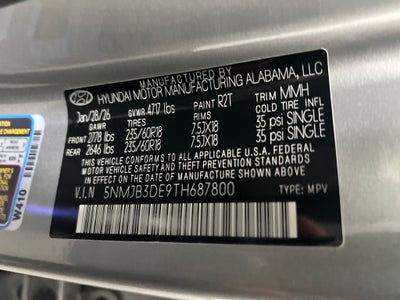 MANUFACTURED BY
HYUNDAI MOTOR MANUFACTURING ALABAMA, LLC
Jan/28/26 GVWR 4717 lbs PAINT R2T TRIM MMH
GAWR TIRES RIMS COLD TIRE INFLATION
FRONT 2778 lbs 235/60R18 7.5JX18 35 psi SINGLE
REAR 2646 lbs 235/60R18 7.5JX18 35 psi SINGLE
THIS VEHICLE CONFORMS TO ALL APPLICABLE U.S.A. FEDERAL
MOTOR VEHICLE SAFETY AND THEFT PREVENTION STANDARDS
IN EFFECT ON THE DATE OF MANUFACTURE SHOWN ABOVE.
V.I.N 5NMJB3DE9TH687800 TYPE: MPV
W410